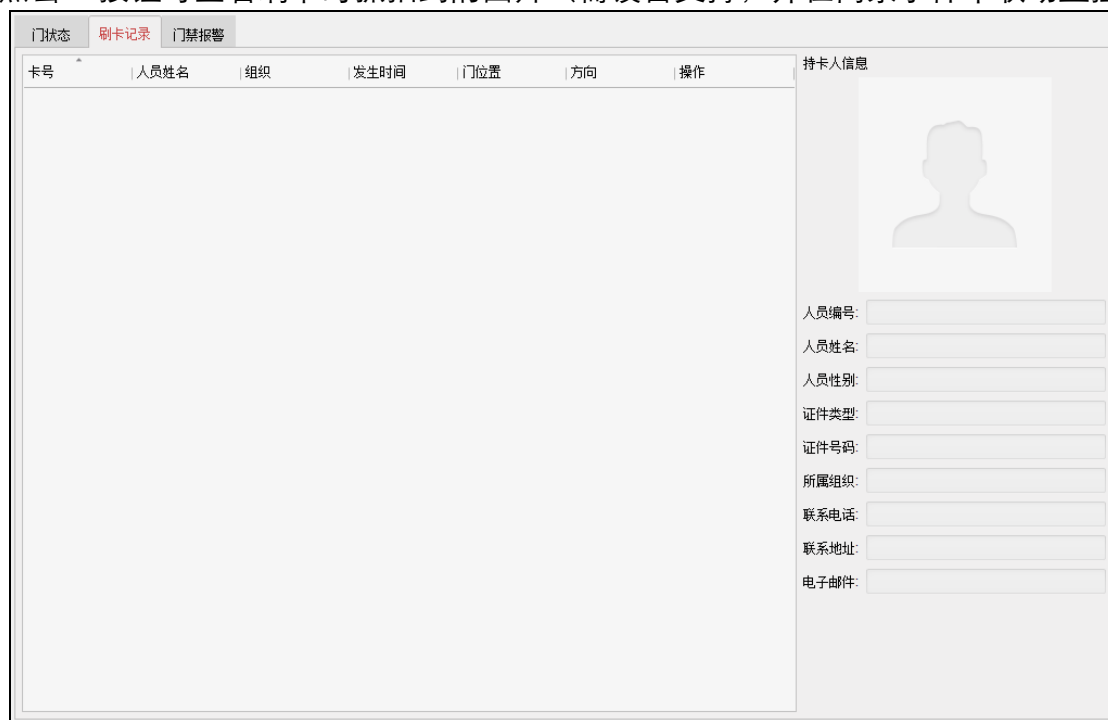 门状态 刷卡记录 门禁报警
卡号 人员姓名 组织 发生时间 门位置 方向 操作
持卡人信息
人员编号:
人员姓名:
人员性别:
证件类型:
证件号码:
所属组织:
联系电话:
联系地址:
电子邮件: